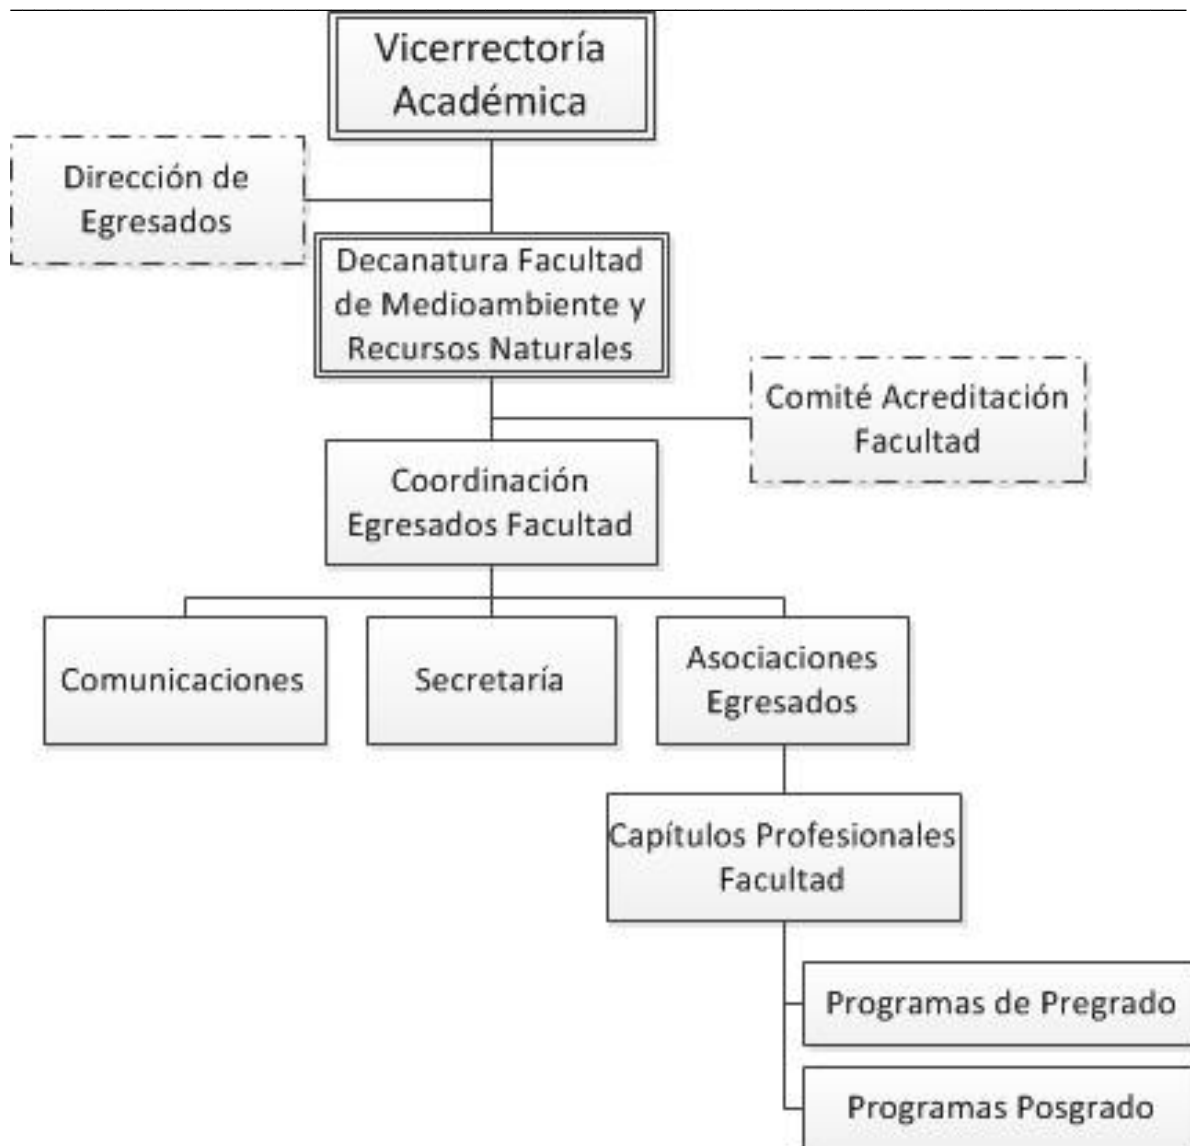 Vicerrectoría
Académica
Dirección de
Egresados
Decanatura Facultad
de Medioambiente y
Recursos Naturales
Comité Acreditación
Facultad
Coordinación
Egresados Facultad
Comunicaciones
Secretaría
Asociaciones
Egresados
Capítulos Profesionales
Facultad
Programas de Pregrado
Programas Posgrado